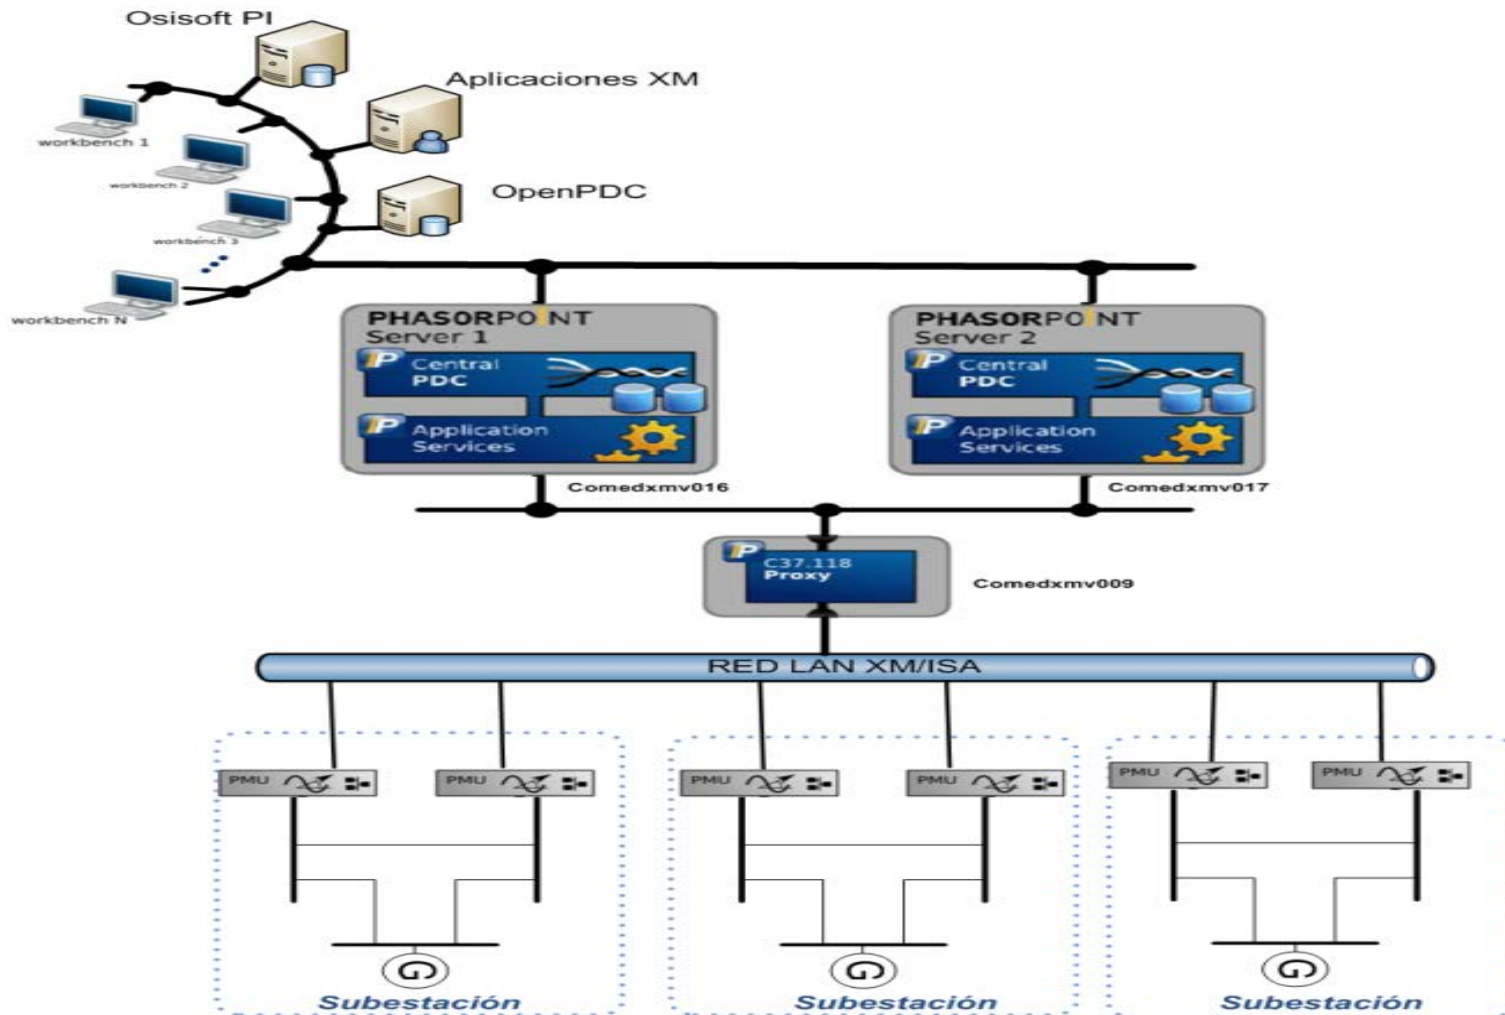 Osisoft PI
Aplicaciones XM
workbench 1
workbench 2
OpenPDC
workbench 3
workbench N
PHASORPOINT
Server 1
Central
PDC
Application
Services
Comedxmv016
PHASORPOINT
Server 2
Central
PDC
Application
Services
Comedxmv017
C37.118
Proxy
Comedxmv009
RED LAN XM/ISA
PMU
PMU
PMU
PMU
PMU
PMU
G
G
G
Subestación
Subestación
Subestación